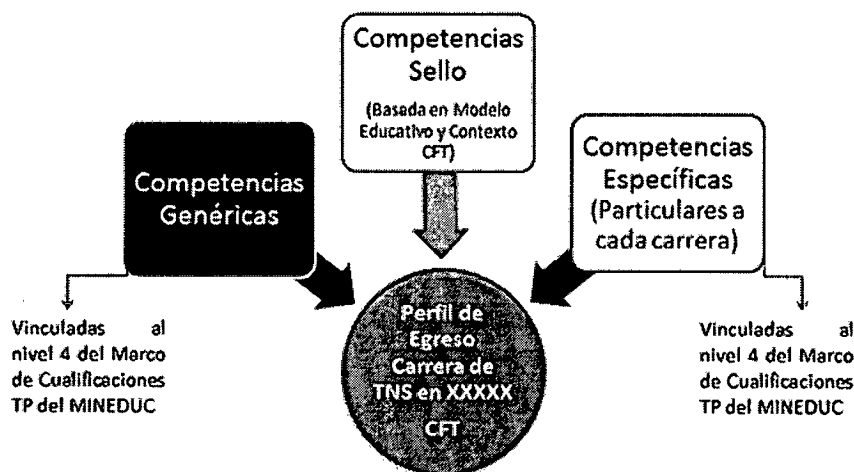 Competencias
Sello
(Basada en Modelo
Educativo y Contexto
CFT)
Competencias
Genéricas
Competencias
Específicas
(Particulares a
cada carrera)
Vinculadas al
nivel 4 del Marco
de Cualificaciones
TP del MINEDUC
Perfil de
Egreso
Carrera de
TNS en XXXXX
CFT
Vinculadas al
nivel 4 del Marco
de Cualificaciones
TP del MINEDUC